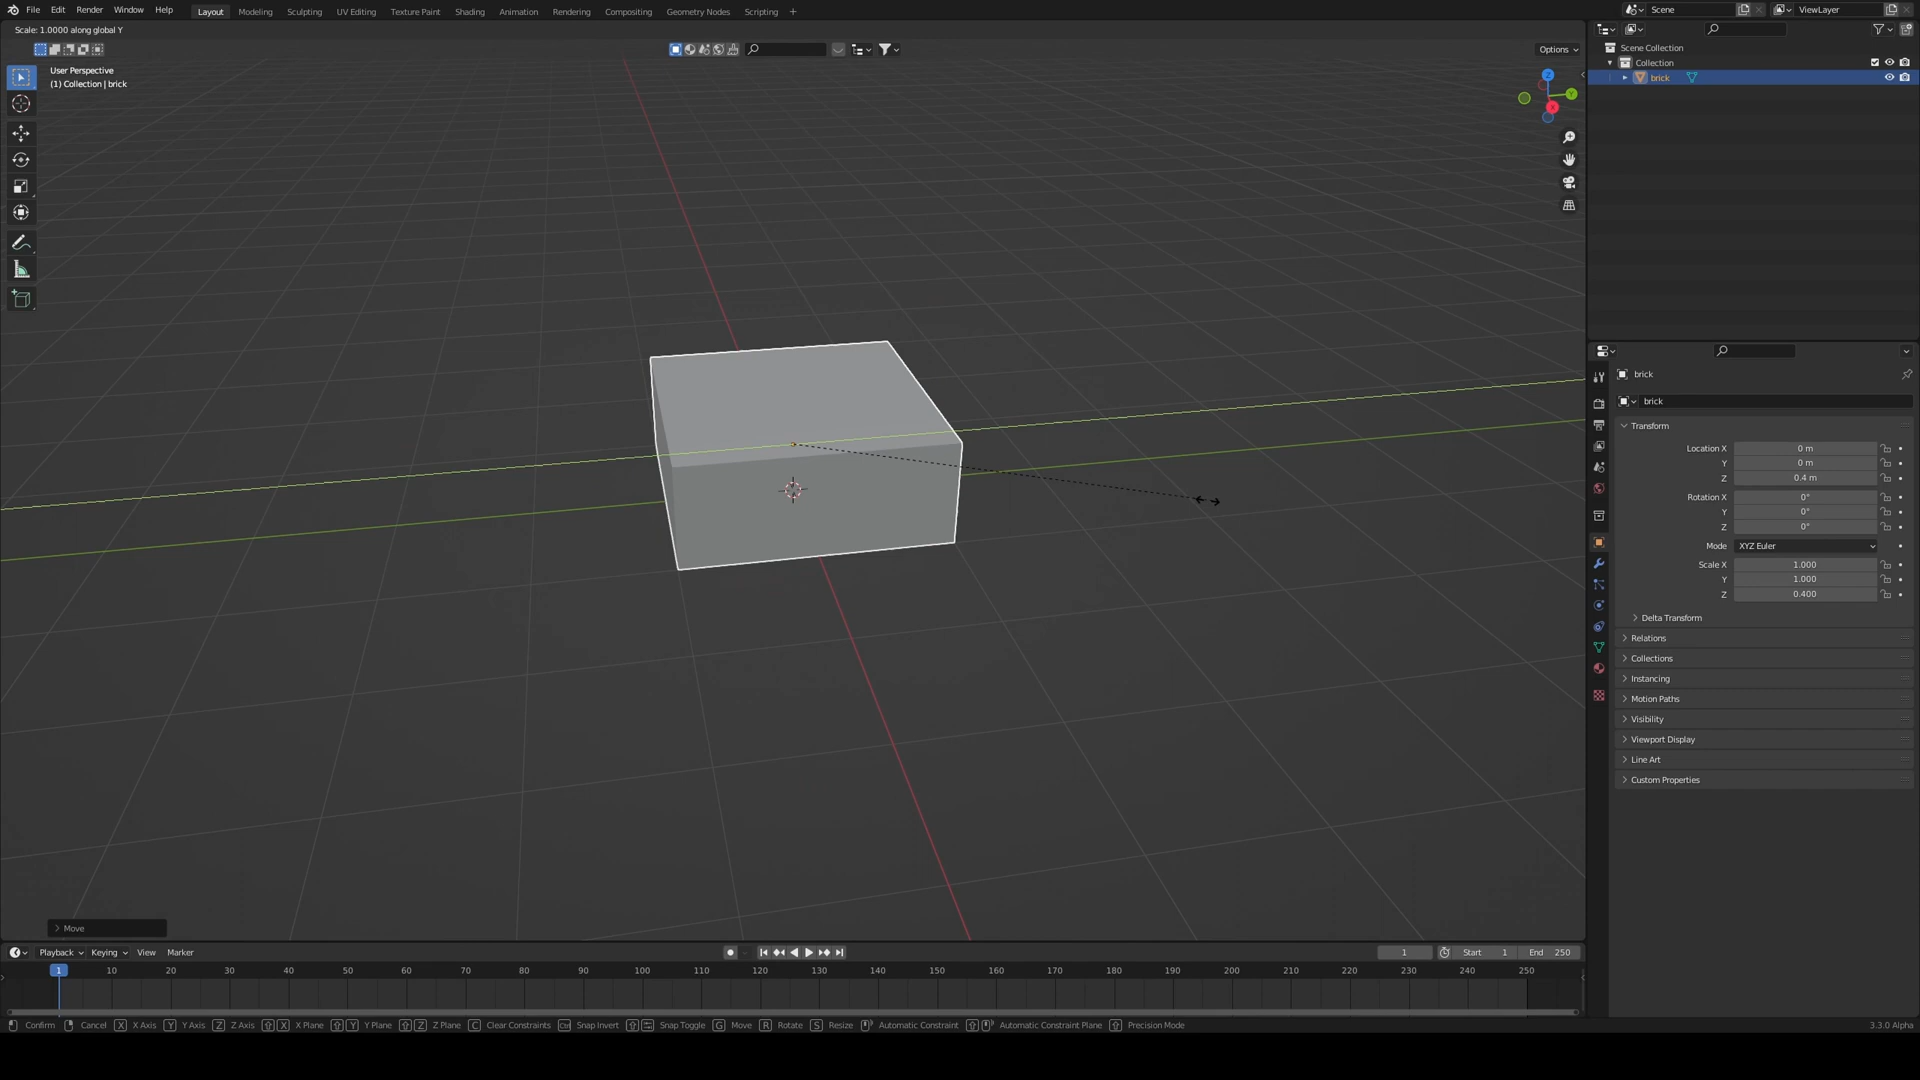 File Edit Render Window Help Layout Modeling Sculpting UV Editing Texture Paint Shading Animation Rendering Compositing Geometry Nodes Scripting + Scene ViewLayer
Scale: 1.0000 along global Y
Options
User Perspective
(1) Collection | brick
Z
Y
X
Scene Collection
Collection
brick
brick
brick
Transform
Location X 0 m
Y 0 m
Z 0.4 m
Rotation X 0°
Y 0°
Z 0°
Mode XYZ Euler
Scale X 1.000
Y 1.000
Z 0.400
Delta Transform
Relations
Collections
Instancing
Motion Paths
Visibility
Viewport Display
Line Art
Custom Properties
Move
Playback Keying View Marker 1 Start 1 End 250
1 10 20 30 40 50 60 70 80 90 100 110 120 130 140 150 160 170 180 190 200 210 220 230 240 250
Confirm Cancel X X Axis Y Y Axis Z Z Axis X X Plane Y Y Plane Z Z Plane C Clear Constraints Ctrl Snap Invert Snap Toggle G Move R Rotate S Resize Automatic Constraint Automatic Constraint Plane Precision Mode 3.3.0 Alpha